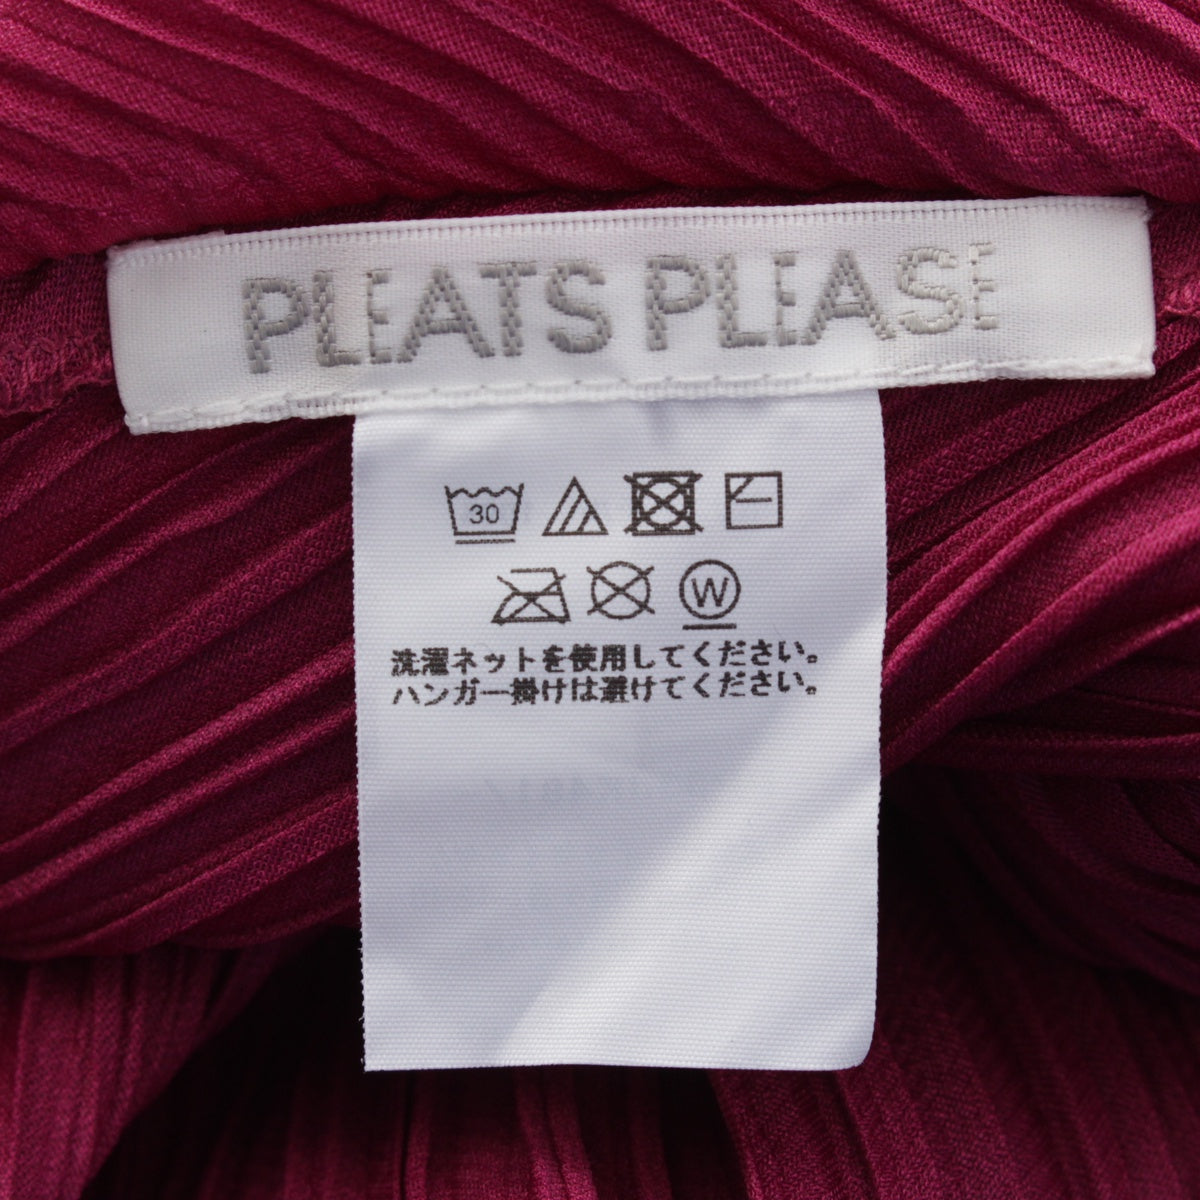 PLEATS PLEASE
30
W
洗濯ネットを使用してください。
ハンガー掛けは避けてください。